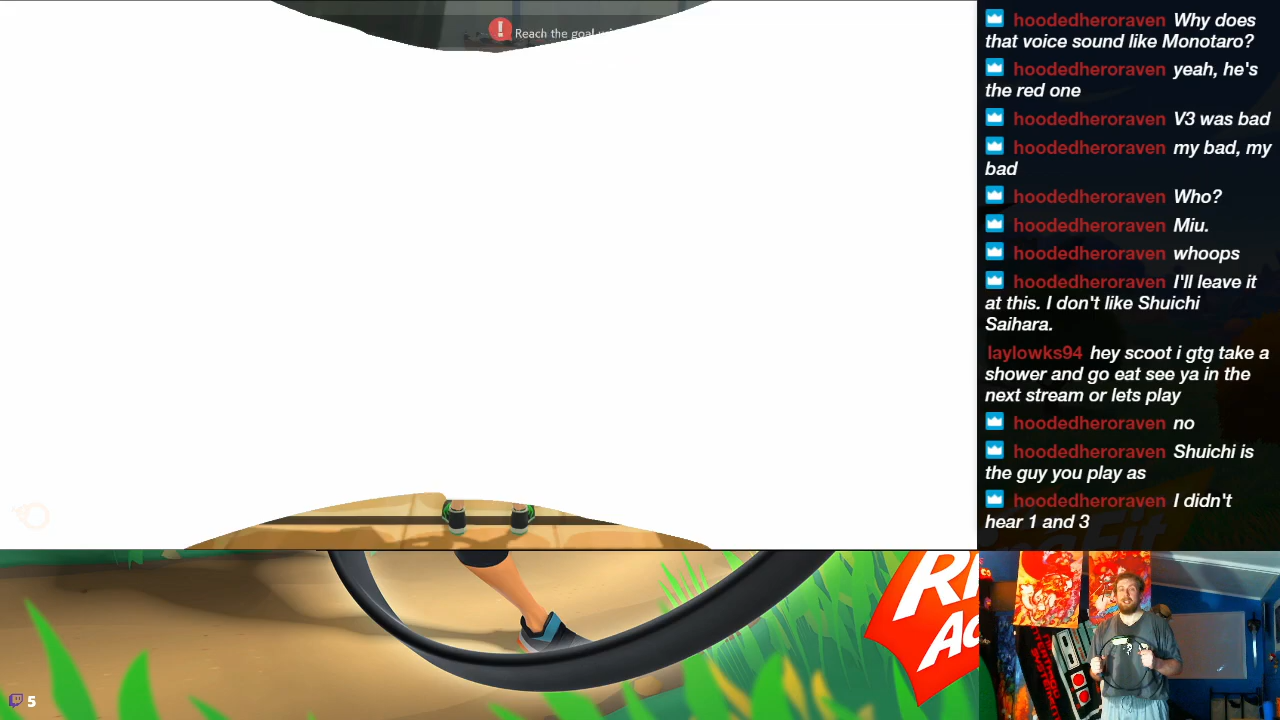 Reach the goal
hoodedheroraven Why does
that voice sound like Monotaro?
hoodedheroraven yeah, he's
the red one
hoodedheroraven V3 was bad
hoodedheroraven my bad, my
bad
hoodedheroraven Who?
hoodedheroraven Miu.
hoodedheroraven whoops
hoodedheroraven I'll leave it
at this. I don't like Shuichi
Saihara.
laylowks94 hey scoot i gtg take a
shower and go eat see ya in the
next stream or lets play
hoodedheroraven no
hoodedheroraven Shuichi is
the guy you play as
hoodedheroraven I didn't
hear 1 and 3
5